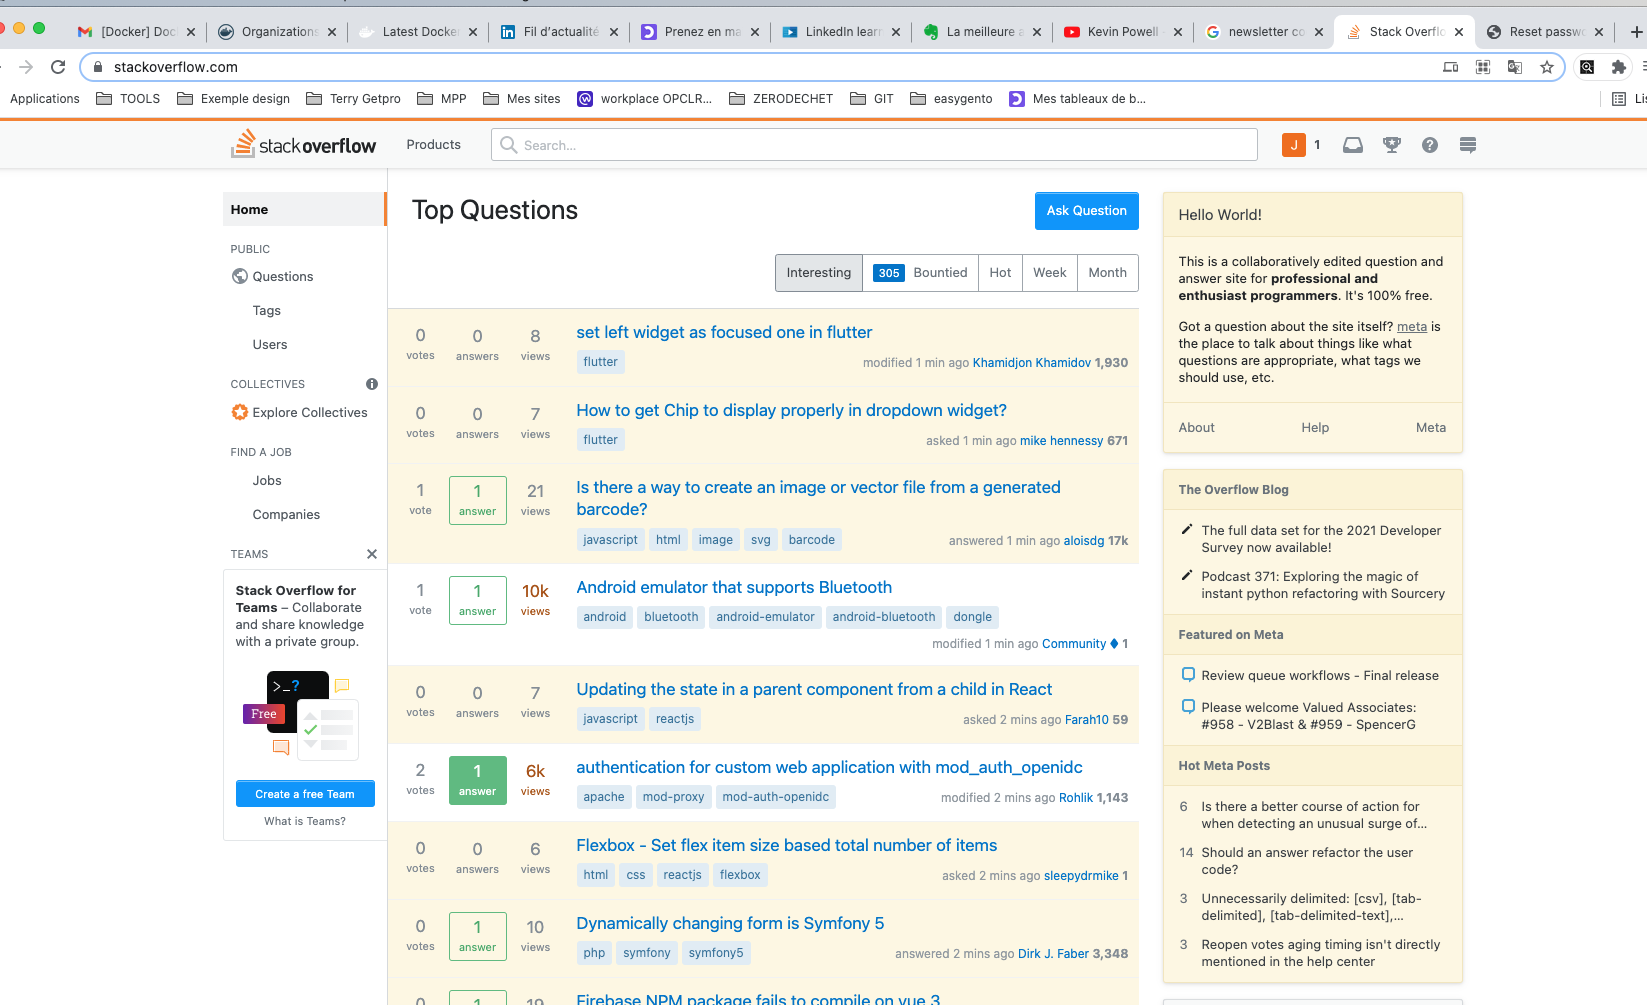 [Docker] Doc
Organizations
Latest Docke
Fil d'actualité
Prenez en ma
LinkedIn lear
La meilleure a
Kevin Powell -
newsletter co
Stack Overflo
Reset passwo
stackoverflow.com
Applications
TOOLS
Exemple design
Terry Getpro
MPP
Mes sites
workplace OPCLR...
ZERODECHET
GIT
easygento
Mes tableaux de b...
stackoverflow
Products
Search...
J
1
Home
PUBLIC
Questions
Tags
Users
COLLECTIVES
Explore Collectives
FIND A JOB
Jobs
Companies
TEAMS
Stack Overflow for
Teams – Collaborate
and share knowledge
with a private group.
>_?
Free
Create a free Team
What is Teams?
Top Questions
Ask Question
Interesting
305 Bountied
Hot
Week
Month
0 votes
0 answers
8 views
set left widget as focused one in flutter
flutter
modified 1 min ago Khamidjon Khamidov 1,930
0 votes
0 answers
7 views
How to get Chip to display properly in dropdown widget?
flutter
asked 1 min ago mike hennessy 671
1 vote
1 answer
21 views
Is there a way to create an image or vector file from a generated
barcode?
javascript html image svg barcode
answered 1 min ago aloisdg 17k
1 vote
1 answer
10k views
Android emulator that supports Bluetooth
android bluetooth android-emulator android-bluetooth dongle
modified 1 min ago Community ♦ 1
0 votes
0 answers
7 views
Updating the state in a parent component from a child in React
javascript reactjs
asked 2 mins ago Farah10 59
2 votes
1 answer
6k views
authentication for custom web application with mod_auth_openidc
apache mod-proxy mod-auth-openidc
modified 2 mins ago Rohlik 1,143
0 votes
0 answers
6 views
Flexbox - Set flex item size based total number of items
html css reactjs flexbox
asked 2 mins ago sleepydrmike 1
0 votes
1 answer
10 views
Dynamically changing form is Symfony 5
php symfony symfony5
answered 2 mins ago Dirk J. Faber 3,348
0
1
19
Firebase NPM package fails to compile on vue 3
Hello World!
This is a collaboratively edited question and
answer site for professional and
enthusiast programmers. It's 100% free.
Got a question about the site itself? meta is
the place to talk about things like what
questions are appropriate, what tags we
should use, etc.
About
Help
Meta
The Overflow Blog
The full data set for the 2021 Developer
Survey now available!
Podcast 371: Exploring the magic of
instant python refactoring with Sourcery
Featured on Meta
Review queue workflows - Final release
Please welcome Valued Associates:
#958 - V2Blast & #959 - SpencerG
Hot Meta Posts
6 Is there a better course of action for
when detecting an unusual surge of...
14 Should an answer refactor the user
code?
3 Unnecessarily delimited: [csv], [tab-
delimited], [tab-delimited-text],...
3 Reopen votes aging timing isn't directly
mentioned in the help center